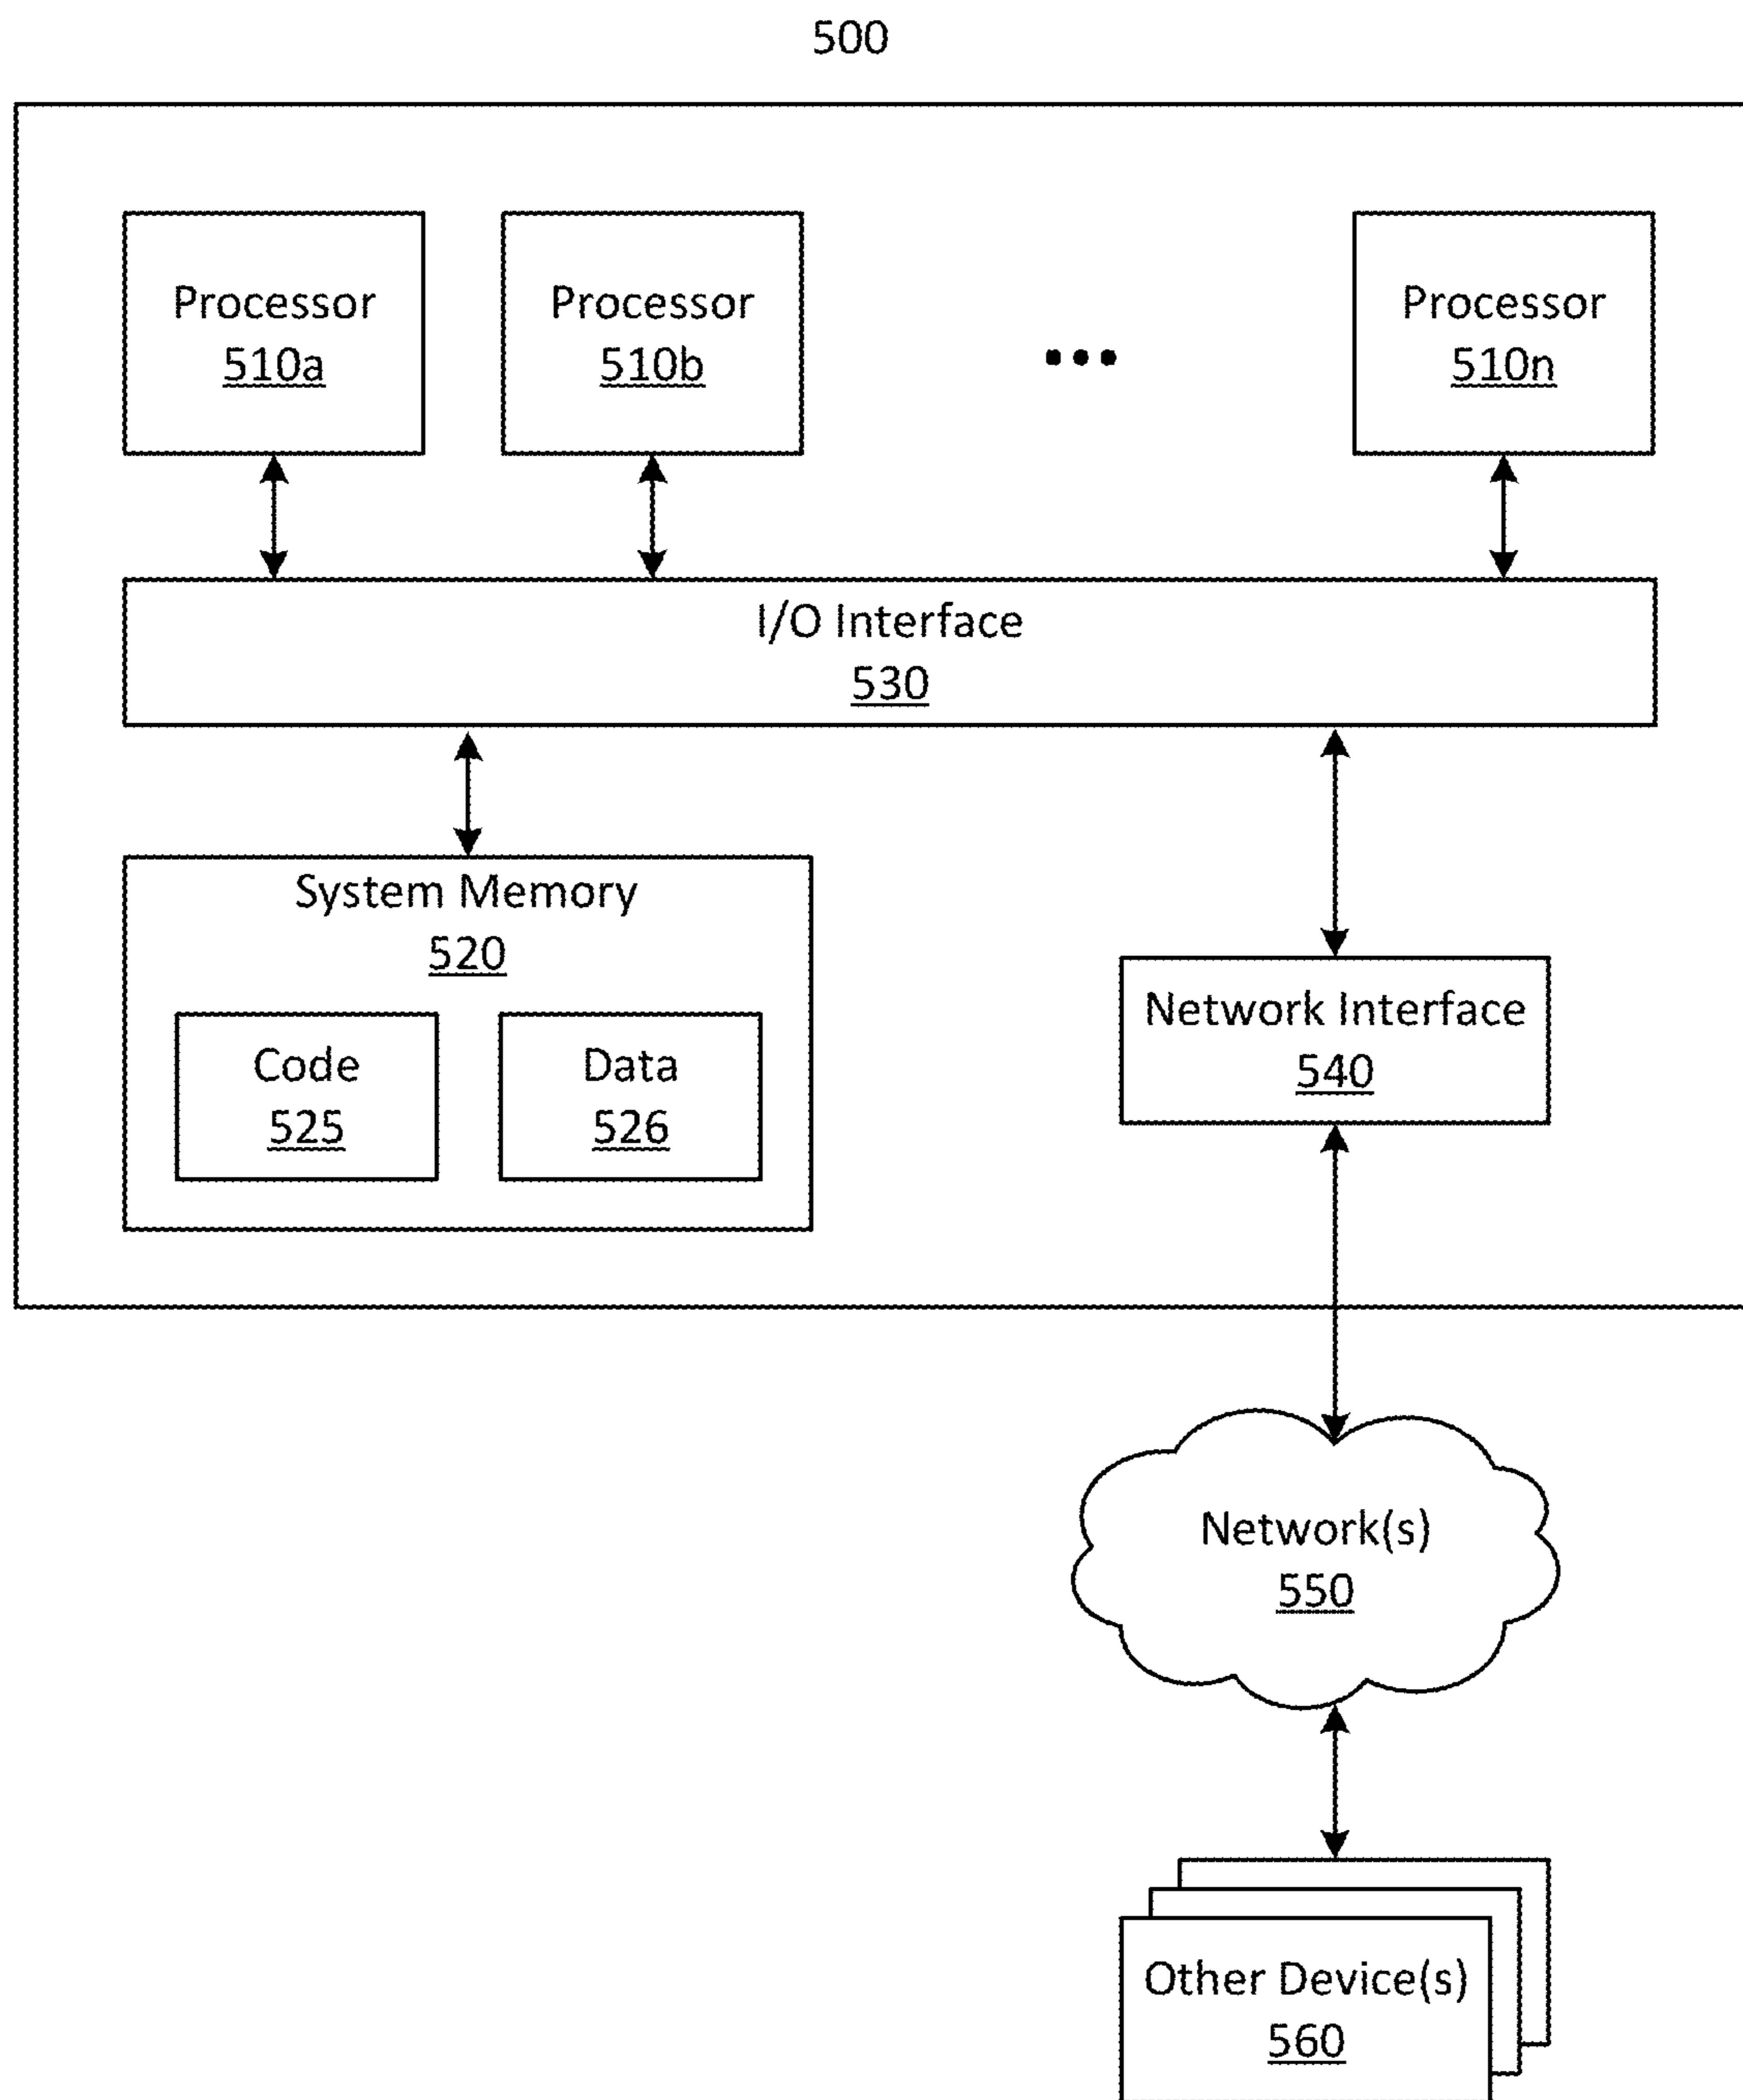 500
Processor
510a
Processor
510b
•••
Processor
510n
I/O Interface
530
System Memory
520
Code
525
Data
526
Network Interface
540
Network(s)
550
Other Device(s)
560